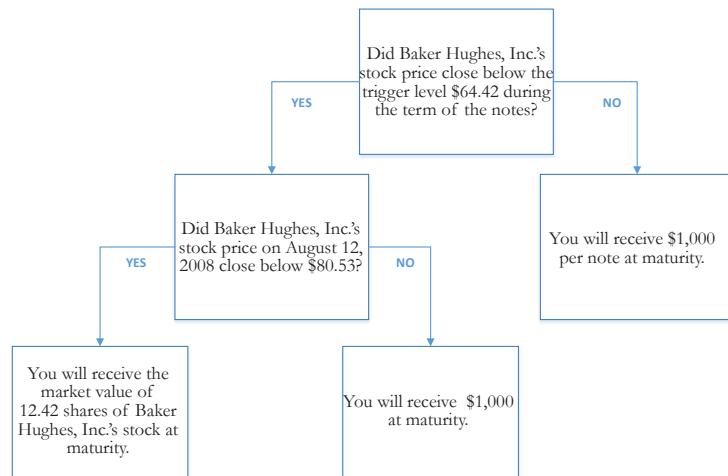 Did Baker Hughes, Inc.'s
stock price close below the
trigger level $64.42 during
the term of the notes?
YES
NO
Did Baker Hughes, Inc.'s
stock price on August 12,
2008 close below $80.53?
You will receive $1,000
per note at maturity.
YES
NO
You will receive the
market value of
12.42 shares of Baker
Hughes, Inc.'s stock at
maturity.
You will receive $1,000
at maturity.